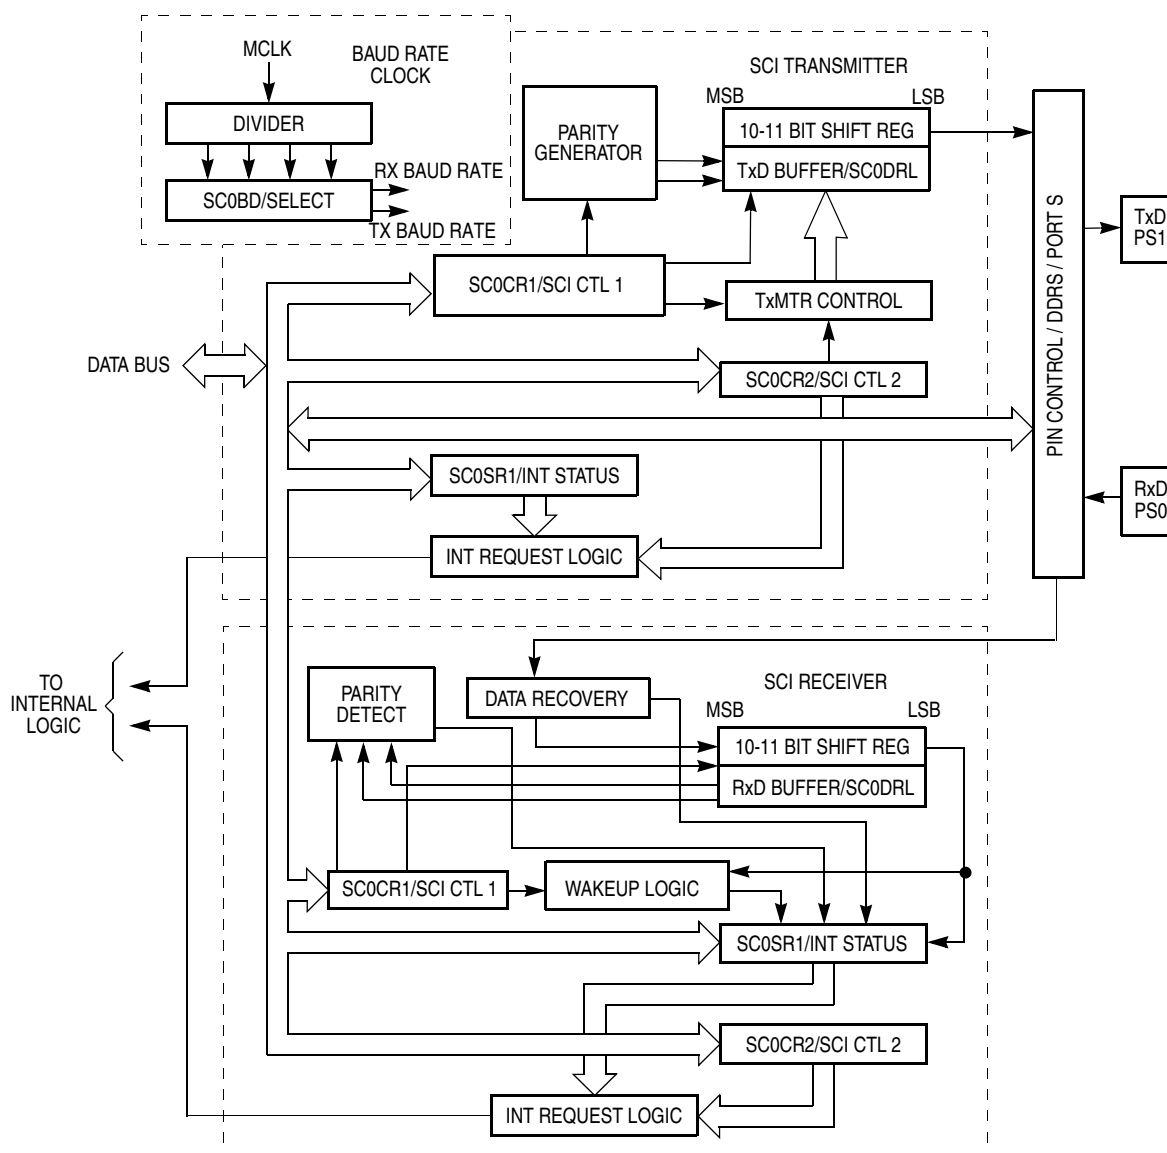 MCLK
BAUD RATE
CLOCK
DIVIDER
RX BAUD RATE
SC0BD/SELECT
TX BAUD RATE
SCI TRANSMITTER
MSB
LSB
PARITY
GENERATOR
10-11 BIT SHIFT REG
TxD BUFFER/SC0DRL
SC0CR1/SCI CTL 1
TxMTR CONTROL
DATA BUS
SC0CR2/SCI CTL 2
SC0SR1/INT STATUS
INT REQUEST LOGIC
PIN CONTROL / DDRS / PORT S
TxD
PS1
RxD
PS0
TO
INTERNAL
LOGIC
PARITY
DETECT
DATA RECOVERY
SCI RECEIVER
MSB
LSB
10-11 BIT SHIFT REG
RxD BUFFER/SC0DRL
SC0CR1/SCI CTL 1
WAKEUP LOGIC
SC0SR1/INT STATUS
SC0CR2/SCI CTL 2
INT REQUEST LOGIC